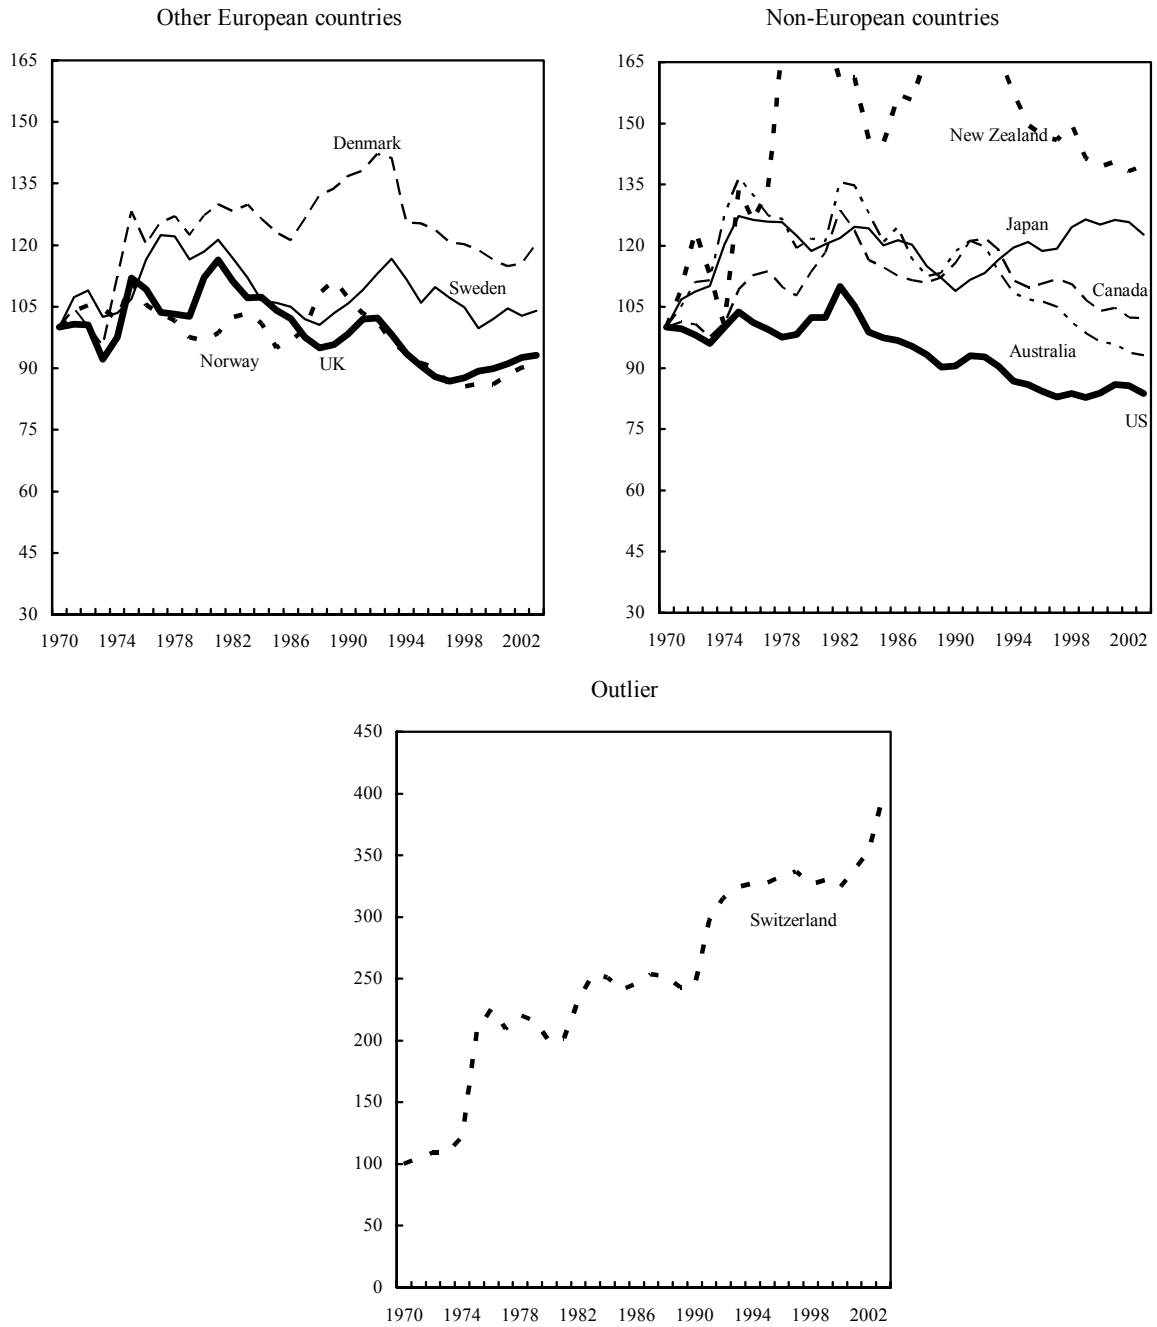 Other European countries
165
150
135
120
105
90
75
60
45
30
Denmark
Sweden
Norway
UK
1970 1974 1978 1982 1986 1990 1994 1998 2002
Non-European countries
165
150
135
120
105
90
75
60
45
30
New Zealand
Japan
Canada
Australia
US
1970 1974 1978 1982 1986 1990 1994 1998 2002
Outlier
450
400
350
300
250
200
150
100
50
0
Switzerland
1970 1974 1978 1982 1986 1990 1994 1998 2002